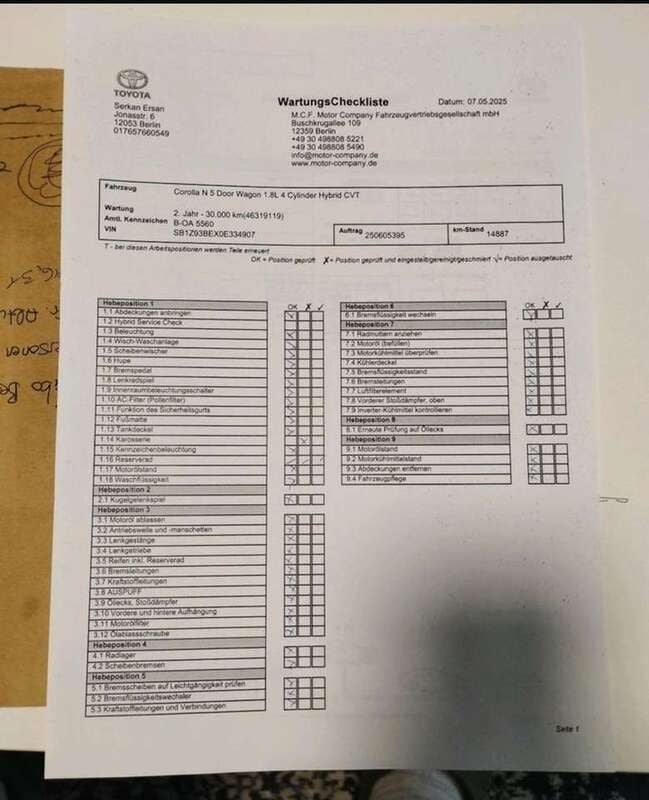 TOYOTA
Serkan Ersan
Jonasstr. 6
12053 Berlin
017657660549
WartungsCheckliste
Datum: 07.05.2025
M.C.F. Motor Company Fahrzeugvertriebsgesellschaft mbH
Buschkrugallee 109
12359 Berlin
+49 30 498808 5221
+49 30 498808 5490
info@motor-company.de
www.motor-company.de
Fahrzeug Corolla N 5 Door Wagon 1.8L 4 Cylinder Hybrid CVT
Wartung 2. Jahr - 30.000 km(46319119)
Amtl. Kennzeichen B-OA 5560
VIN SB1Z93BEX0E334907
Auftrag 250605395
km-Stand 14887
T - bei diesen Arbeitspositionen werden Teile erneuert
OK = Position geprüft ✗= Position geprüft und eingestellt/gereinigt/geschmiert √= Position ausgetauscht
Hebeposition 1 OK ✗ ✓
1.1 Abdeckungen anbringen
1.2 Hybrid Service Check
1.3 Beleuchtung
1.4 Wisch-Waschanlage
1.5 Scheibenwischer
1.6 Hupe
1.7 Bremspedal
1.8 Lenkradspiel
1.9 Innenraumbeleuchtungsschalter
1.10 AC-Filter (Pollenfilter)
1.11 Funktion des Sicherheitsgurts
1.12 Fußmatte
1.13 Tankdeckel
1.14 Karosserie
1.15 Kennzeichenbeleuchtung
1.16 Reserverad
1.17 Motorölstand
1.18 Waschflüssigkeit
Hebeposition 2
2.1 Kugelgelenkspiel
Hebeposition 3
3.1 Motoröl ablassen
3.2 Antriebswelle und -manschetten
3.3 Lenkgestänge
3.4 Lenkgetriebe
3.5 Reifen inkl. Reserverad
3.6 Bremsleitungen
3.7 Kraftstoffleitungen
3.8 AUSPUFF
3.9 Öllecks, Stoßdämpfer
3.10 Vordere und hintere Aufhängung
3.11 Motorölfilter
3.12 Ölablassschraube
Hebeposition 4
4.1 Radlager
4.2 Scheibenbremsen
Hebeposition 5
5.1 Bremsscheiben auf Leichtgängigkeit prüfen
5.2 Bremsflüssigkeitswechsler
5.3 Kraftstoffleitungen und Verbindungen
Hebeposition 6 OK ✗ ✓
6.1 Bremsflüssigkeit wechseln
Hebeposition 7
7.1 Radmuttern anziehen
7.2 Motoröl (befüllen)
7.3 Motorkühlmittel überprüfen
7.4 Kühlerdeckel
7.5 Bremsflüssigkeitsstand
7.6 Bremsleitungen
7.7 Luftfilterelement
7.8 Vorderer Stoßdämpfer, oben
7.9 Inverter-Kühlmittel kontrollieren
Hebeposition 8
8.1 Erneute Prüfung auf Öllecks
Hebeposition 9
9.1 Motorölstand
9.2 Motorkühlmittelstand
9.3 Abdeckungen entfernen
9.4 Fahrzeugpflege
Seite 1